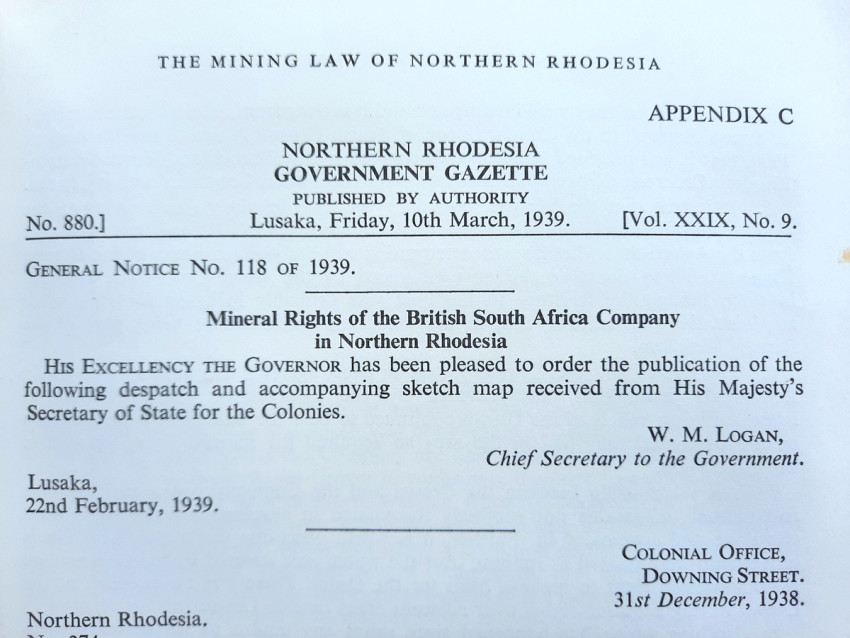 THE MINING LAW OF NORTHERN RHODESIA
APPENDIX C
NORTHERN RHODESIA
GOVERNMENT GAZETTE
PUBLISHED BY AUTHORITY
No. 880.] Lusaka, Friday, 10th March, 1939. [Vol. XXIX, No. 9.
GENERAL NOTICE NO. 118 OF 1939.
Mineral Rights of the British South Africa Company
in Northern Rhodesia
HIS EXCELLENCY THE GOVERNOR has been pleased to order the publication of the
following despatch and accompanying sketch map received from His Majesty's
Secretary of State for the Colonies.
W. M. LOGAN,
Chief Secretary to the Government.
Lusaka,
22nd February, 1939.
COLONIAL OFFICE,
DOWNING STREET.
31st December, 1938.
Northern Rhodesia.